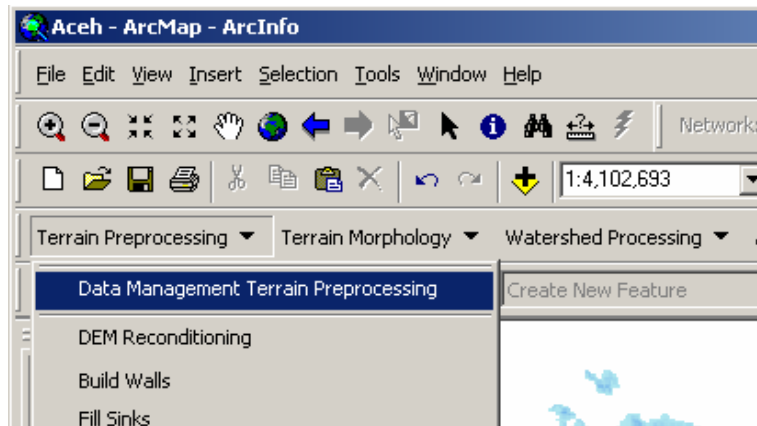 Aceh - ArcMap - ArcInfo
File Edit View Insert Selection Tools Window Help
1:4,102,693
Terrain Preprocessing Terrain Morphology Watershed Processing
Data Management Terrain Preprocessing
Create New Feature
DEM Reconditioning
Build Walls
Fill Sinks